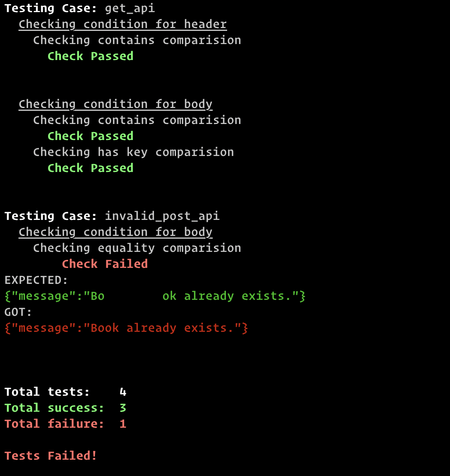 Testing Case: get_api
Checking condition for header
Checking contains comparision
Check Passed
Checking condition for body
Checking contains comparision
Check Passed
Checking has key comparision
Check Passed
Testing Case: invalid_post_api
Checking condition for body
Checking equality comparision
Check Failed
EXPECTED:
{"message":"Bo        ok already exists."}
GOT:
{"message":"Book already exists."}
Total tests:    4
Total success:  3
Total failure:  1
Tests Failed!